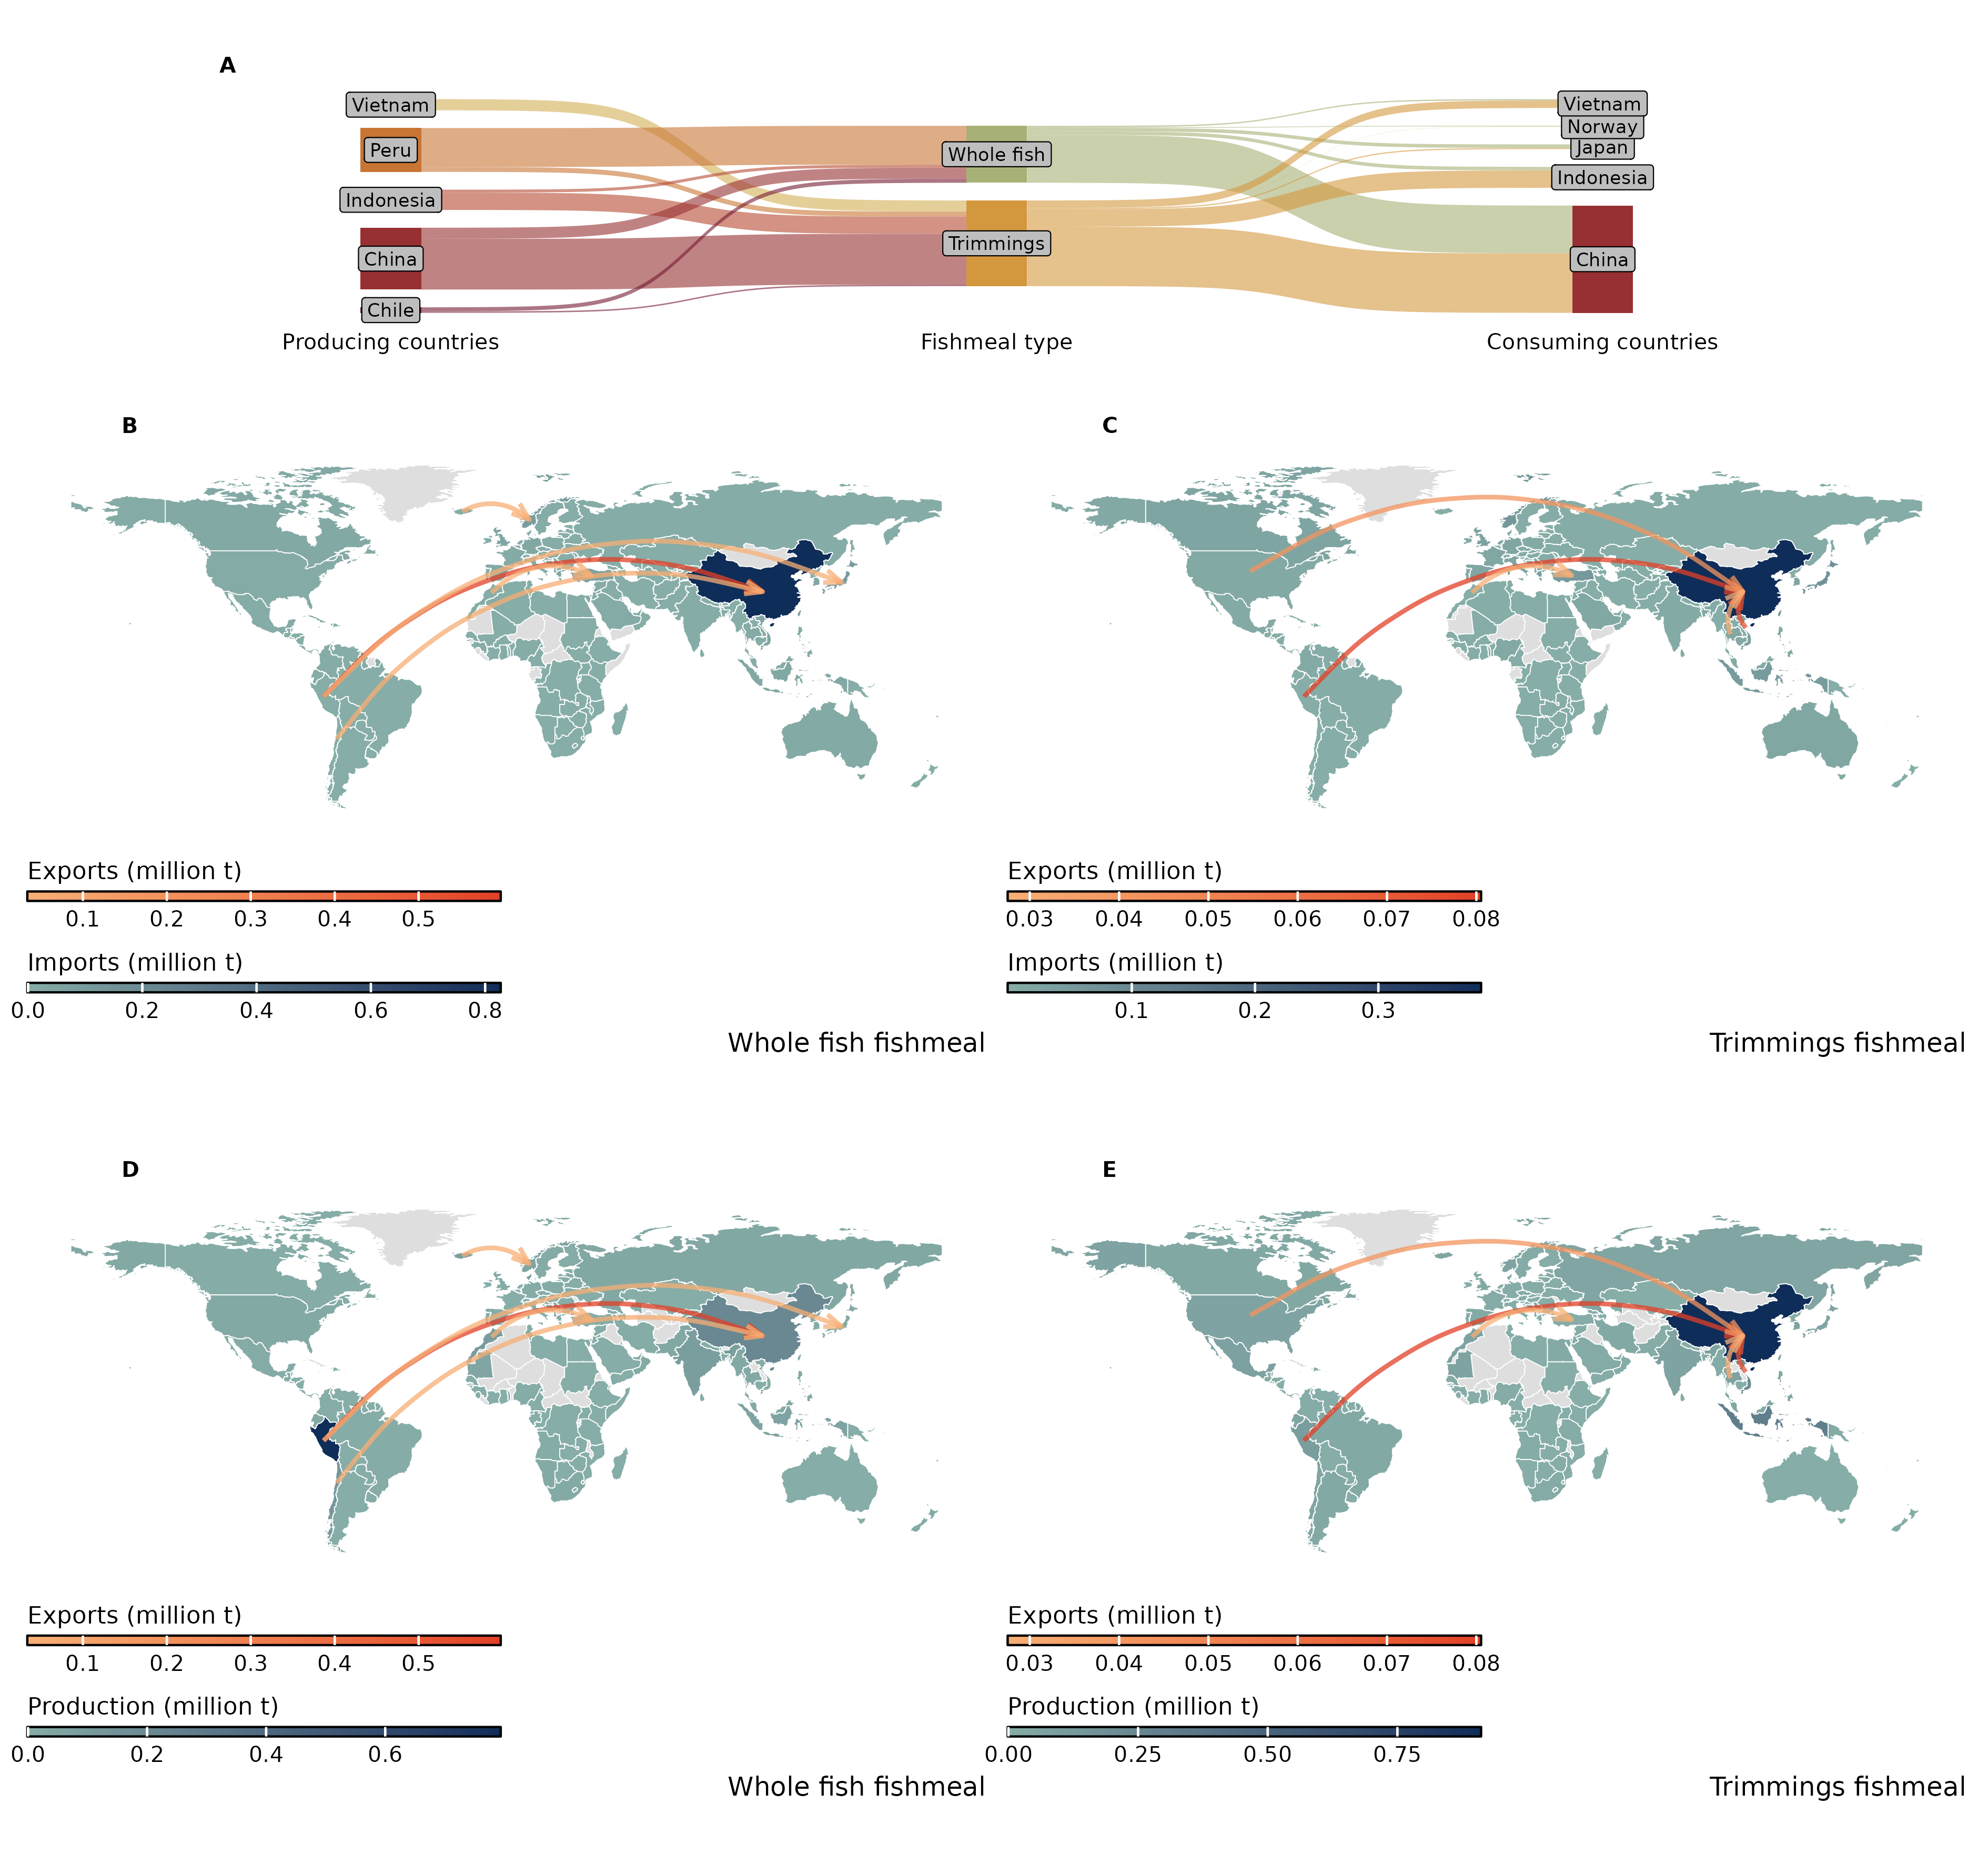 A
Vietnam
Peru
Indonesia
China
Chile
Whole fish
Trimmings
Vietnam
Norway
Japan
Indonesia
China
Producing countries
Fishmeal type
Consuming countries
B
Exports (million t)
0.1 0.2 0.3 0.4 0.5
Imports (million t)
0.0 0.2 0.4 0.6 0.8
Whole fish fishmeal
C
Exports (million t)
0.03 0.04 0.05 0.06 0.07 0.08
Imports (million t)
0.1 0.2 0.3
Trimmings fishmeal
D
Exports (million t)
0.1 0.2 0.3 0.4 0.5
Production (million t)
0.0 0.2 0.4 0.6
Whole fish fishmeal
E
Exports (million t)
0.03 0.04 0.05 0.06 0.07 0.08
Production (million t)
0.00 0.25 0.50 0.75
Trimmings fishmeal